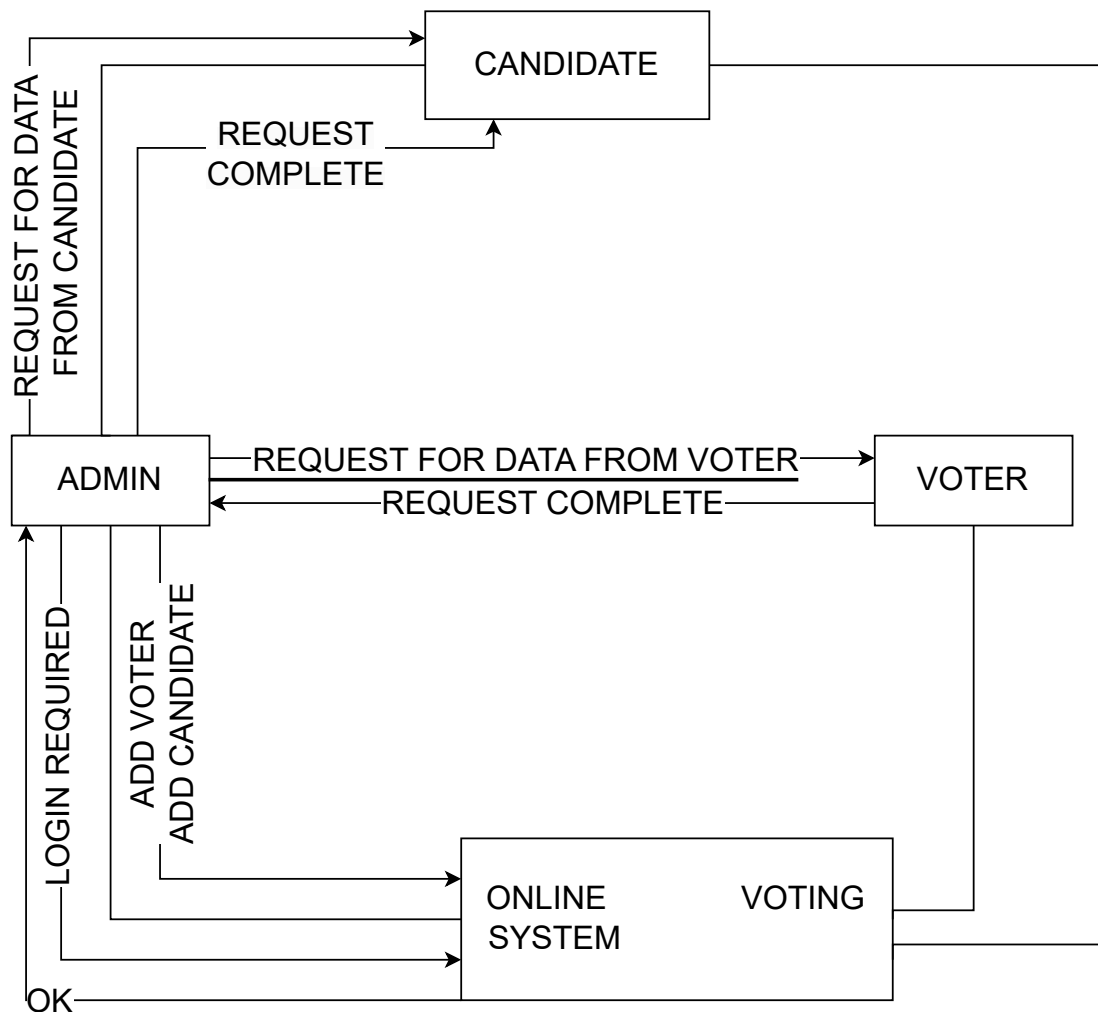 CANDIDATE
REQUEST
COMPLETE
REQUEST FOR DATA
FROM CANDIDATE
ADMIN
REQUEST FOR DATA FROM VOTER
REQUEST COMPLETE
VOTER
LOGIN REQUIRED
ADD VOTER
ADD CANDIDATE
ONLINE VOTING
SYSTEM
OK